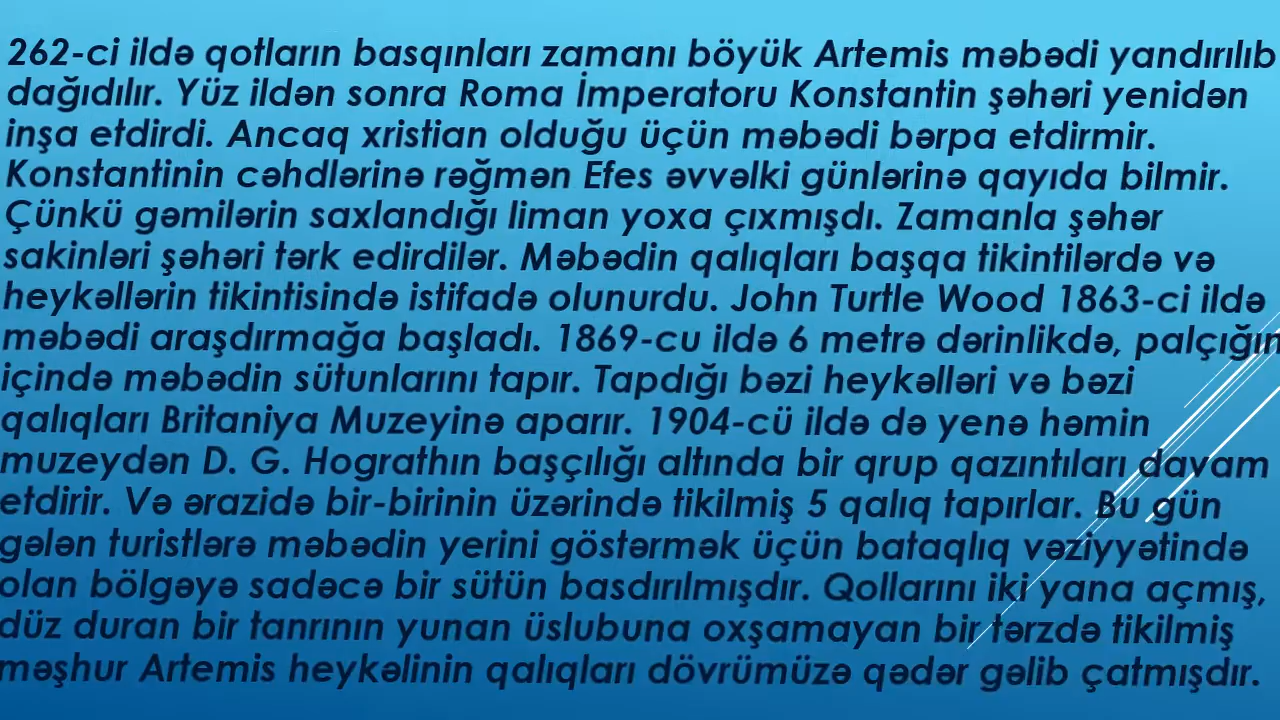 262-ci ildə qotların basqınları zamanı böyük Artemis məbədi yandırılıb
dağıdılır. Yüz ildən sonra Roma İmperatoru Konstantin şəhəri yenidən
inşa etdirdi. Ancaq xristian olduğu üçün məbədi bərpa etdirmir.
Konstantinin cəhdlərinə rəğmən Efes əvvəlki günlərinə qayıda bilmir.
Çünkü gəmilərin saxlandığı liman yoxa çıxmışdı. Zamanla şəhər
sakinləri şəhəri tərk edirdilər. Məbədin qalıqları başqa tikintilərdə və
heykəllərin tikintisində istifadə olunurdu. John Turtle Wood 1863-ci ildə
məbədi araşdırmağa başladı. 1869-cu ildə 6 metrə dərinlikdə, palçığın
içində məbədin sütunlarını tapır. Tapdığı bəzi heykəlləri və bəzi
qalıqları Britaniya Muzeyinə aparır. 1904-cü ildə də yenə həmin
muzeydən D. G. Hograthın başçılığı altında bir qrup qazıntıları davam
etdirir. Və ərazidə bir-birinin üzərində tikilmiş 5 qalıq tapırlar. Bu gün
gələn turistlərə məbədin yerini göstərmək üçün bataqlıq vəziyyətində
olan bölgəyə sadəcə bir sütün basdırılmışdır. Qollarını iki yana açmış,
düz duran bir tanrının yunan üslubuna oxşamayan bir tərzdə tikilmiş
məşhur Artemis heykəlinin qalıqları dövrümüzə qədər gəlib çatmışdır.